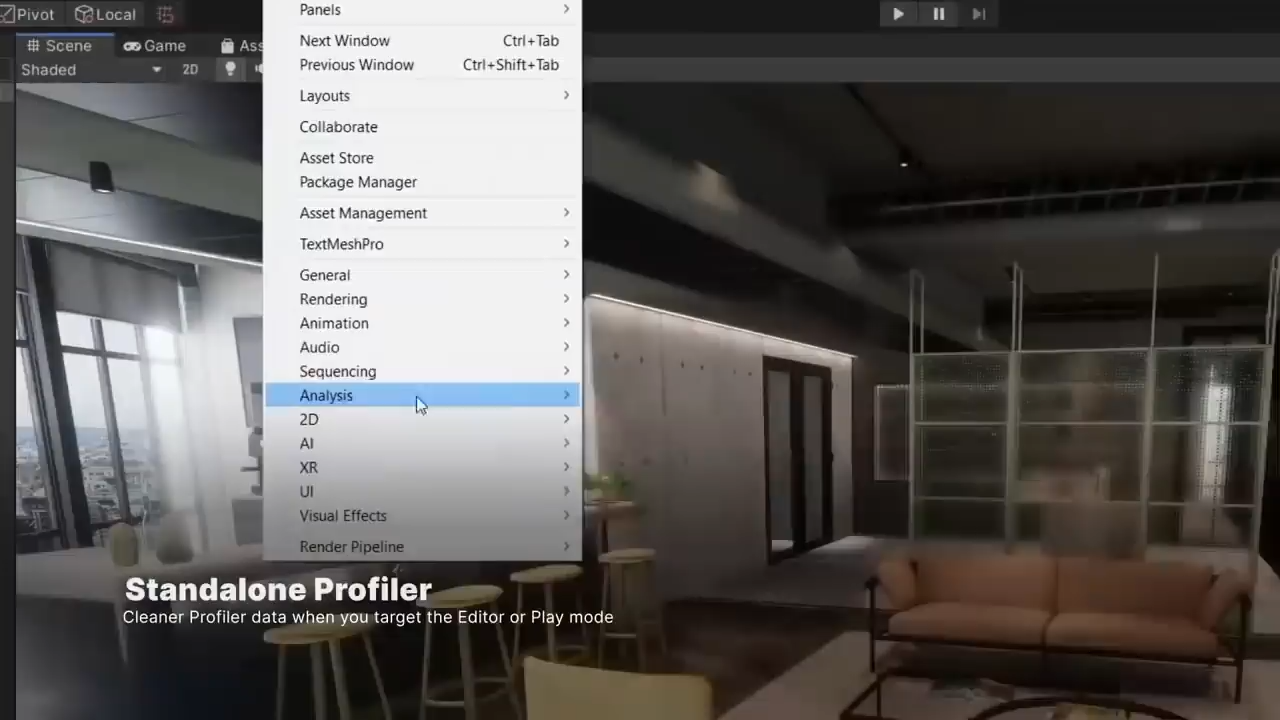 Pivot Local
Panels
Next Window Ctrl+Tab
Previous Window Ctrl+Shift+Tab
Layouts
Collaborate
Asset Store
Package Manager
Asset Management
TextMeshPro
General
Rendering
Animation
Audio
Sequencing
Analysis
2D
AI
XR
UI
Visual Effects
Render Pipeline
Scene Game Ass
Shaded 2D
Standalone Profiler
Cleaner Profiler data when you target the Editor or Play mode